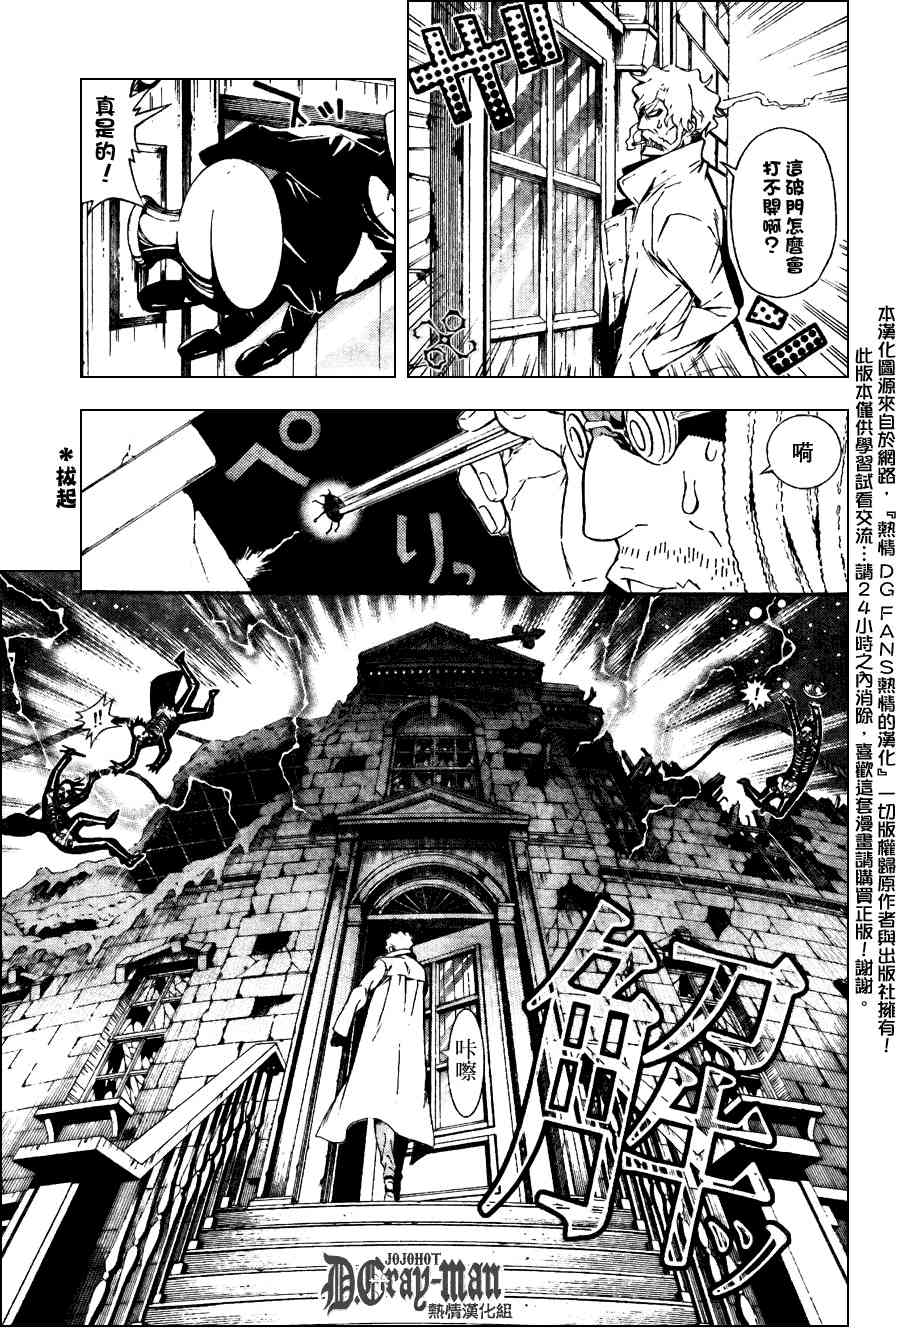 這破門怎麼會
打不開啊？
真是的！
スッ
嗬
ぺ
りっ
＊拔起
!!
!
咔嚓
ガチャッ
JOJOHOT
D.Gray-man
熱情漢化組
本漢化圖源來自於網路，『熱情DG FANS熱情的漢化』一切版權歸原作者與出版社擁有！
此版本僅供學習試看交流…請24小時之內消除，喜歡這套漫畫請購買正版！謝謝。